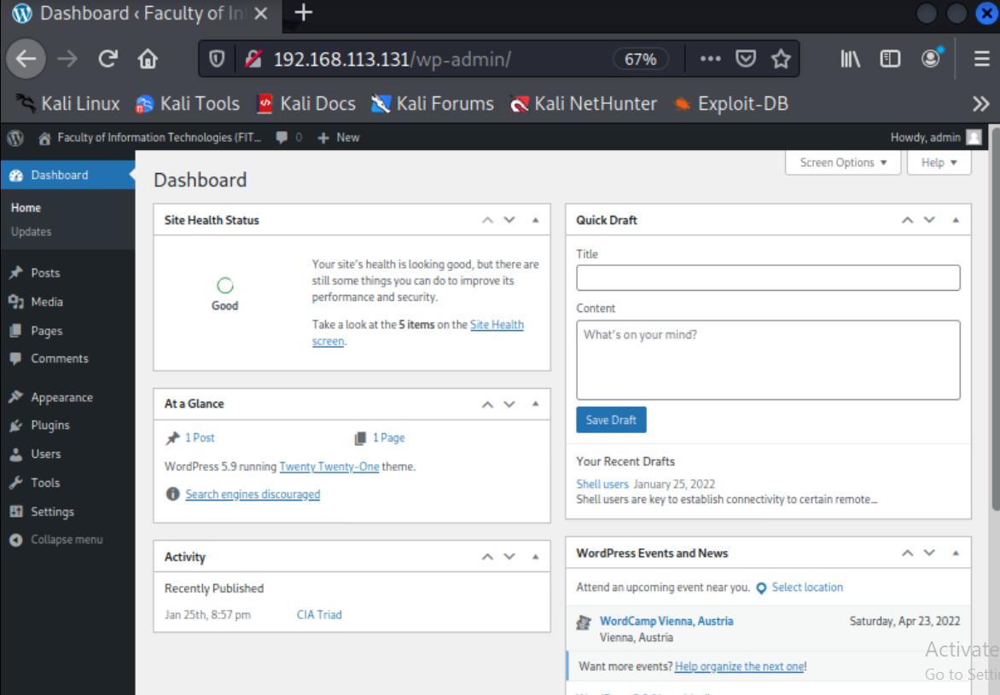 Dashboard ‹ Faculty of In
192.168.113.131/wp-admin/
67%
Kali Linux
Kali Tools
Kali Docs
Kali Forums
Kali NetHunter
Exploit-DB
Faculty of Information Technologies (FIT...
0
New
Howdy, admin
Dashboard
Home
Updates
Posts
Media
Pages
Comments
Appearance
Plugins
Users
Tools
Settings
Collapse menu
Screen Options
Help
Dashboard
Site Health Status
Good
Your site's health is looking good, but there are
still some things you can do to improve its
performance and security.
Take a look at the 5 items on the Site Health
screen.
At a Glance
1 Post
1 Page
WordPress 5.9 running Twenty Twenty-One theme.
Search engines discouraged
Activity
Recently Published
Jan 25th, 8:57 pm
CIA Triad
Quick Draft
Title
Content
What's on your mind?
Save Draft
Your Recent Drafts
Shell users January 25, 2022
Shell users are key to establish connectivity to certain remote...
WordPress Events and News
Attend an upcoming event near you.
Select location
WordCamp Vienna, Austria
Saturday, Apr 23, 2022
Vienna, Austria
Want more events? Help organize the next one!
Activate
Go to Setti